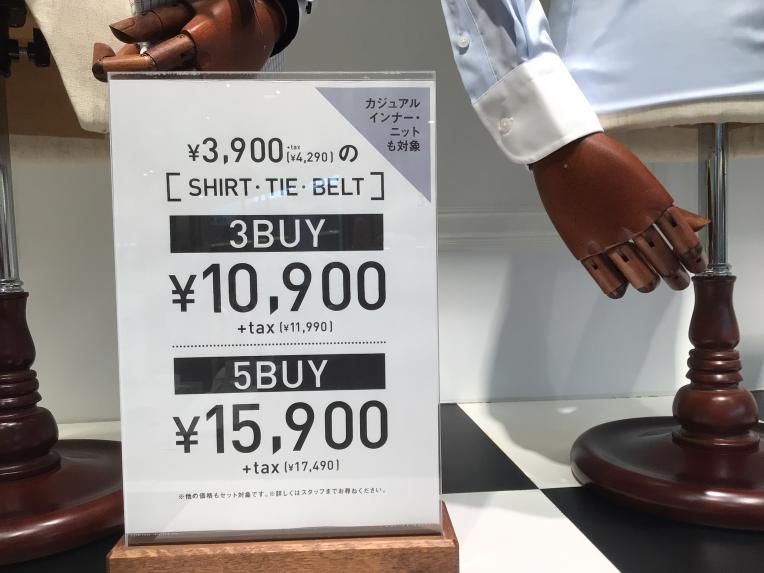 カジュアル
インナー・
ニット
も対象
¥3,900+tax(¥4,290)の
[ SHIRT・TIE・BELT ]
3BUY
¥10,900
+tax(¥11,990)
5BUY
¥15,900
+tax(¥17,490)
※他の価格もセット対象です。※詳しくはスタッフまでお尋ねください。